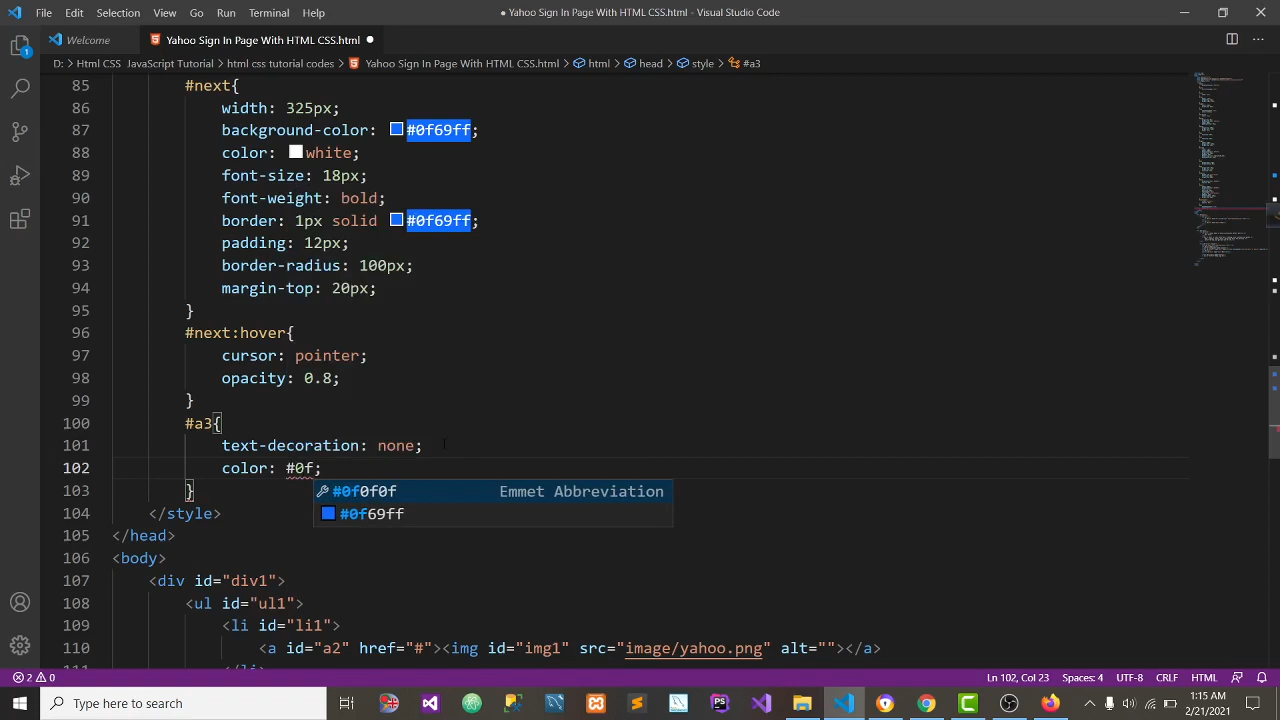 File Edit Selection View Go Run Terminal Help ● Yahoo Sign In Page With HTML CSS.html - Visual Studio Code
Welcome Yahoo Sign In Page With HTML CSS.html ●
D: > Html CSS JavaScript Tutorial > html css tutorial codes > Yahoo Sign In Page With HTML CSS.html > html > head > style > #a3
1
85 #next{
86 width: 325px;
87 background-color: #0f69ff;
88 color: white;
89 font-size: 18px;
90 font-weight: bold;
91 border: 1px solid #0f69ff;
92 padding: 12px;
93 border-radius: 100px;
94 margin-top: 20px;
95 }
96 #next:hover{
97 cursor: pointer;
98 opacity: 0.8;
99 }
100 #a3{
101 text-decoration: none;
102 color: #0f;
#0f0f0f Emmet Abbreviation
103 }
#0f69ff
104 </style>
105 </head>
106 <body>
107 <div id="div1">
108 <ul id="ul1">
109 <li id="li1">
110 <a id="a2" href="#"><img id="img1" src="image/yahoo.png" alt=""></a>
111 </li>
2 0 Ln 102, Col 23 Spaces: 4 UTF-8 CRLF HTML
Type here to search
1:15 AM
2/21/2021